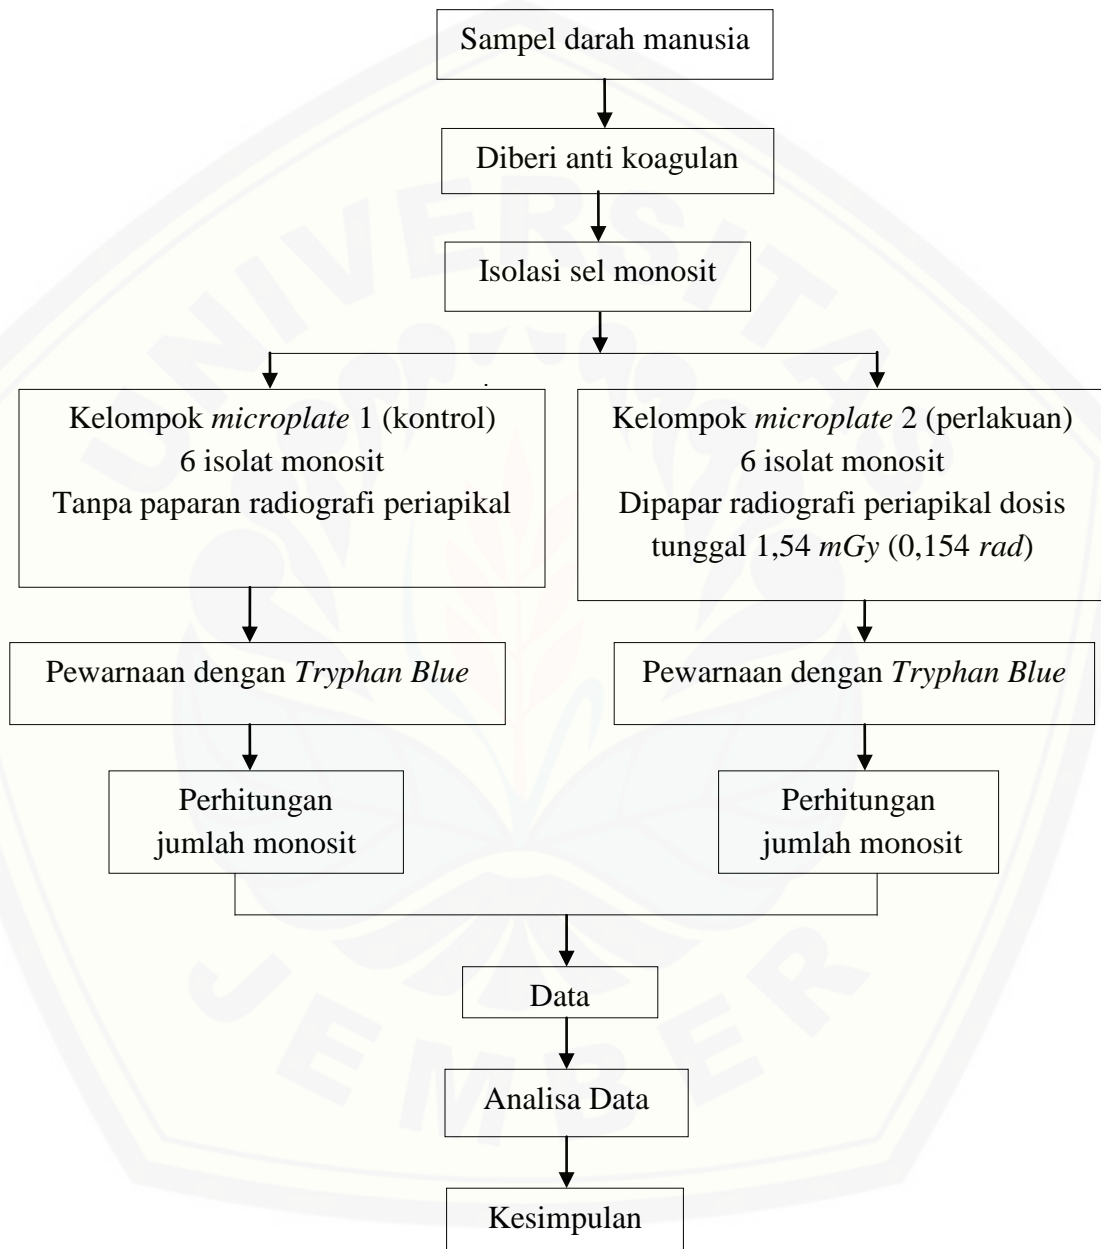 Sampel darah manusia
Diberi anti koagulan
Isolasi sel monosit
Kelompok microplate 1 (kontrol)
6 isolat monosit
Tanpa paparan radiografi periapikal
Kelompok microplate 2 (perlakuan)
6 isolat monosit
Dipapar radiografi periapikal dosis
tunggal 1,54 mGy (0,154 rad)
Pewarnaan dengan Tryphan Blue
Pewarnaan dengan Tryphan Blue
Perhitungan
jumlah monosit
Perhitungan
jumlah monosit
Data
Analisa Data
Kesimpulan
UNIVERSITAS
JEMBER